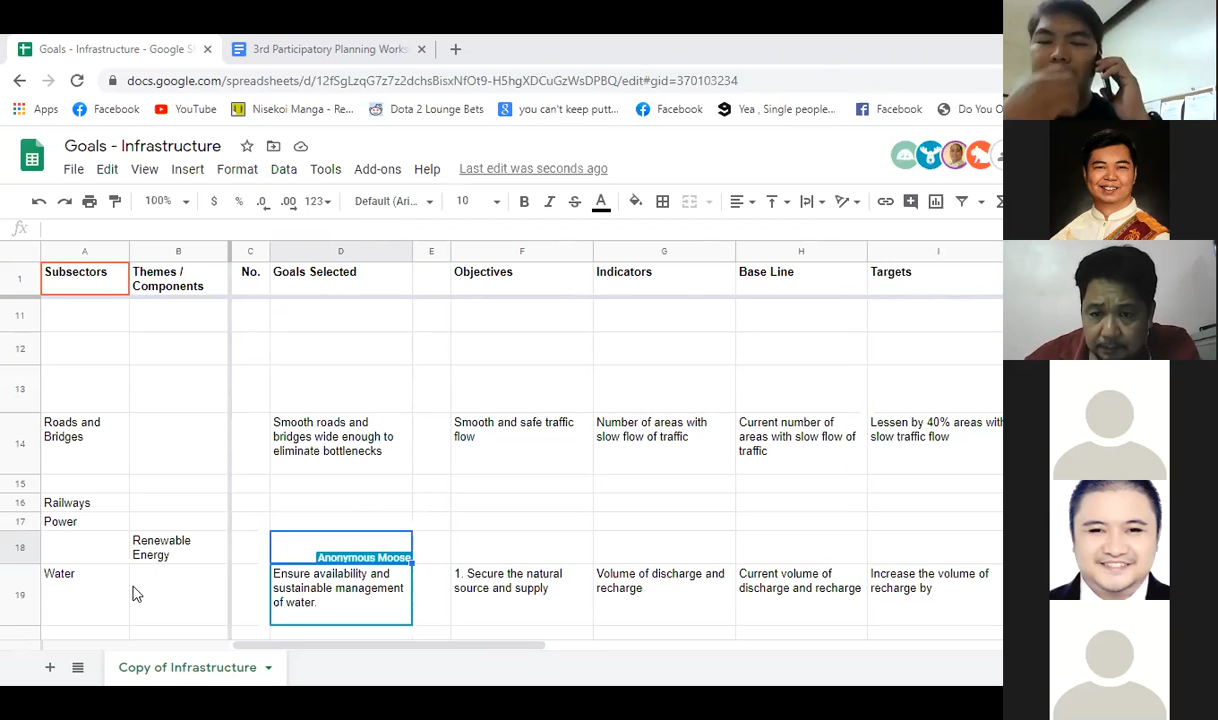 Goals - Infrastructure - Google S
3rd Participatory Planning Works
docs.google.com/spreadsheets/d/12fSgLzqG7z7z2dchsBisxNfOt9-H5hgXDCuGzWsDPBQ/edit#gid=370103234
Apps Facebook YouTube Nisekoi Manga - Re... Dota 2 Lounge Bets you can't keep putt... Facebook Yea , Single people... Facebook Do You O
Goals - Infrastructure
File Edit View Insert Format Data Tools Add-ons Help Last edit was seconds ago
100% $ % .0 .00 123 Default (Ari... 10 B I S A
fx
A B C D E F G H I
1 Subsectors Themes / Components No. Goals Selected Objectives Indicators Base Line Targets
11
12
13
14
Roads and
Bridges
Smooth roads and
bridges wide enough to
eliminate bottlenecks
Smooth and safe traffic
flow
Number of areas with
slow flow of traffic
Current number of
areas with slow flow of
traffic
Lessen by 40% areas with
slow traffic flow
15
16 Railways
17 Power
18
Renewable
Energy
Anonymous Moose
19
Water
Ensure availability and
sustainable management
of water.
1. Secure the natural
source and supply
Volume of discharge and
recharge
Current volume of
discharge and recharge
Increase the volume of
recharge by
Copy of Infrastructure